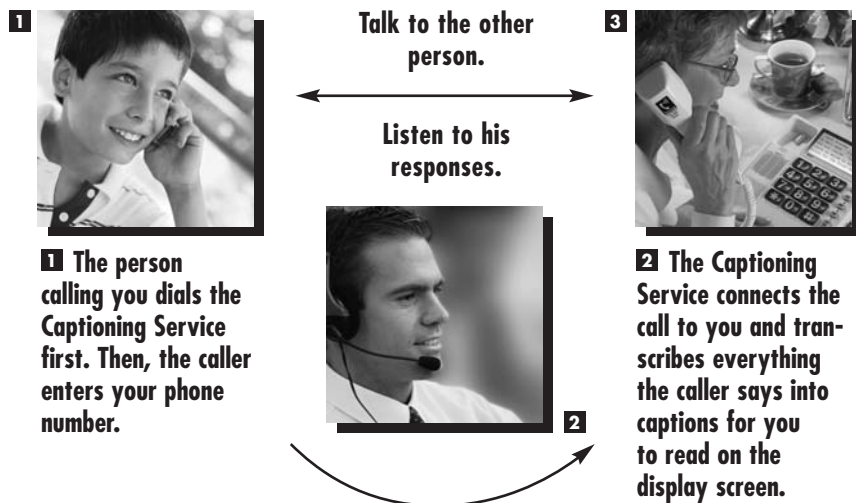 1
Talk to the other
person.
3
Listen to his
responses.
1 The person
calling you dials the
Captioning Service
first. Then, the caller
enters your phone
number.
2
2 The Captioning
Service connects the
call to you and tran-
scribes everything
the caller says into
captions for you
to read on the
display screen.